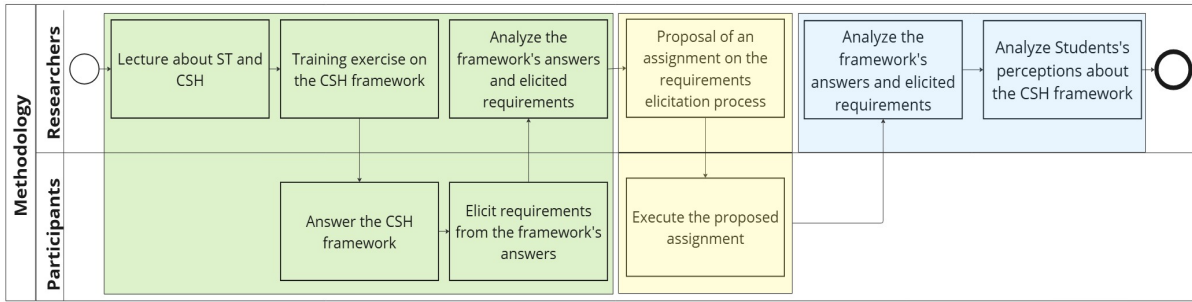 Methodology
Researchers
Lecture about ST and
CSH
Training exercise on
the CSH framework
Analyze the
framework's answers
and elicited
requirements
Proposal of an
assignment on the
requirements
elicitation process
Analyze the
framework's
answers and elicited
requirements
Analyze Students's
perceptions about
the CSH framework
Participants
Answer the CSH
framework
Elicit requirements
from the framework's
answers
Execute the proposed
assignment